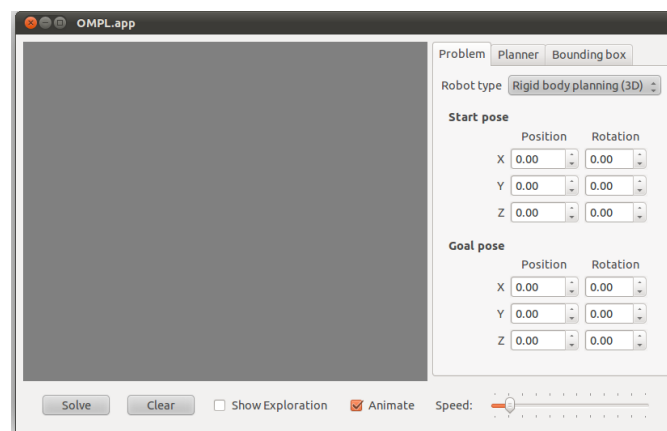 OMPL.app
Problem Planner Bounding box
Robot type Rigid body planning (3D)
Start pose
Position Rotation
X 0.00 0.00
Y 0.00 0.00
Z 0.00 0.00
Goal pose
Position Rotation
X 0.00 0.00
Y 0.00 0.00
Z 0.00 0.00
Solve Clear Show Exploration Animate Speed: